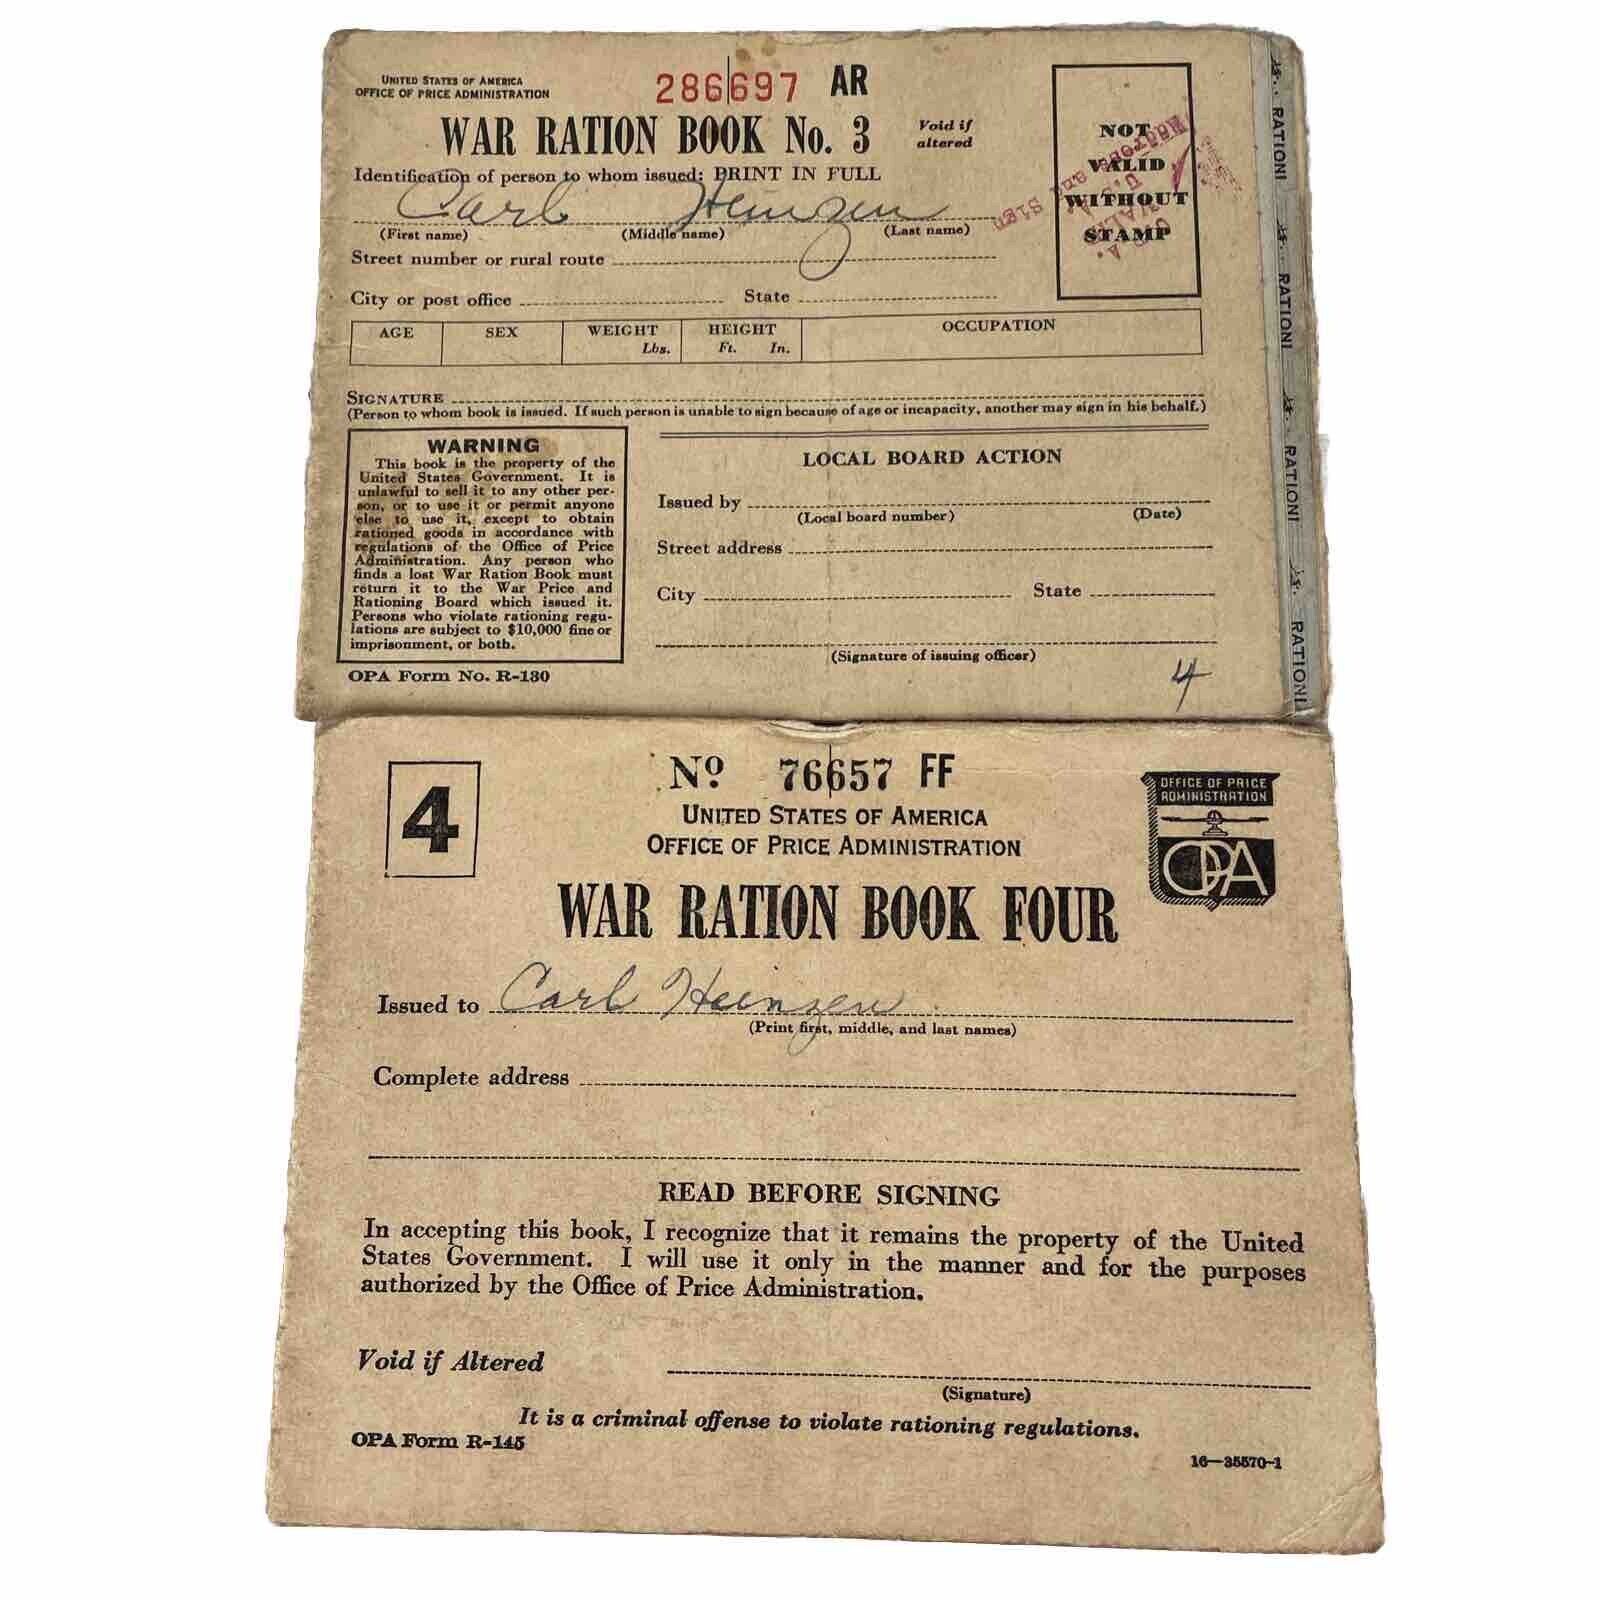 UNITED STATES OF AMERICA
OFFICE OF PRICE ADMINISTRATION
286697 AR
WAR RATION BOOK No. 3
Void if
altered
Identification of person to whom issued: PRINT IN FULL
Carl Heinzen
(First name) (Middle name) (Last name)
Street number or rural route
City or post office State
AGE SEX WEIGHT HEIGHT OCCUPATION
Lbs. Ft. In.
NOT
VALID
WITHOUT
STAMP
Address and Sign
SIGNATURE
(Person to whom book is issued. If such person is unable to sign because of age or incapacity, another may sign in his behalf.)
WARNING
This book is the property of the
United States Government. It is
unlawful to sell it to any other per-
son, or to use it or permit anyone
else to use it, except to obtain
rationed goods in accordance with
regulations of the Office of Price
Administration. Any person who
finds a lost War Ration Book must
return it to the War Price and
Rationing Board which issued it.
Persons who violate rationing regu-
lations are subject to $10,000 fine or
imprisonment, or both.
OPA Form No. R-130
LOCAL BOARD ACTION
Issued by
(Local board number) (Date)
Street address
City State
(Signature of issuing officer)
4
RATIONI
RATIONI
RATIONI
RATIONI
4
No 76657 FF
UNITED STATES OF AMERICA
OFFICE OF PRICE ADMINISTRATION
OFFICE OF PRICE
ADMINISTRATION
OPA
WAR RATION BOOK FOUR
Issued to Carl Heinzen
(Print first, middle, and last names)
Complete address
READ BEFORE SIGNING
In accepting this book, I recognize that it remains the property of the United
States Government. I will use it only in the manner and for the purposes
authorized by the Office of Price Administration.
Void if Altered
(Signature)
It is a criminal offense to violate rationing regulations.
OPA Form R-145
16—35570-1